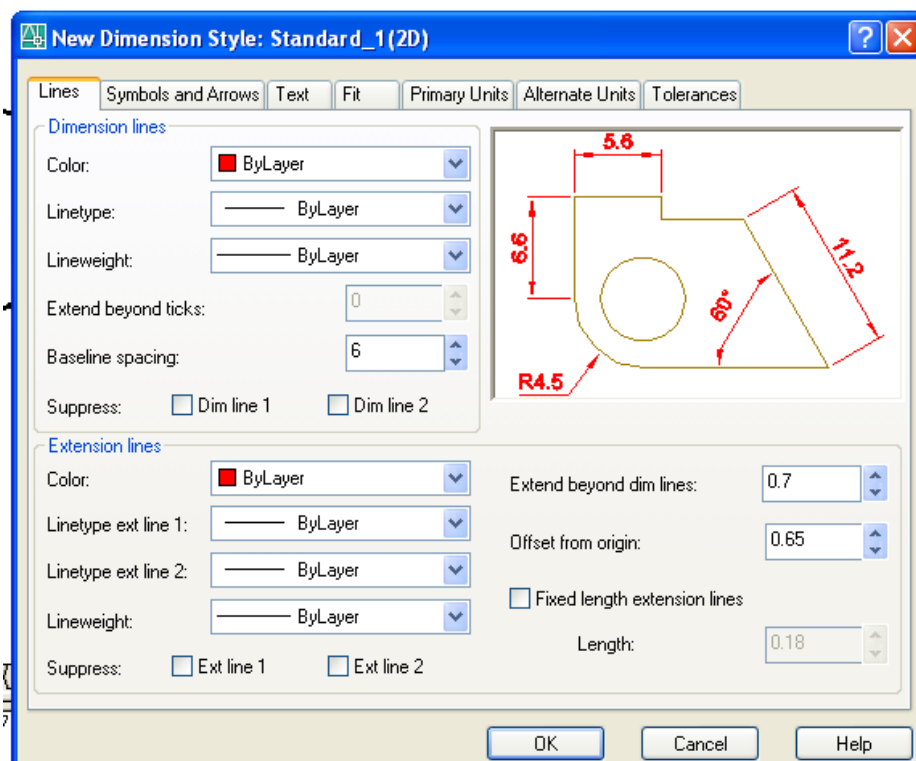 New Dimension Style: Standard_1(2D)
Lines Symbols and Arrows Text Fit Primary Units Alternate Units Tolerances
Dimension lines
Color: ByLayer
Linetype: ByLayer
Lineweight: ByLayer
Extend beyond ticks: 0
Baseline spacing: 6
Suppress: Dim line 1 Dim line 2
5.6
6.6
11.2
60°
R4.5
Extension lines
Color: ByLayer
Linetype ext line 1: ByLayer
Linetype ext line 2: ByLayer
Lineweight: ByLayer
Suppress: Ext line 1 Ext line 2
Extend beyond dim lines: 0.7
Offset from origin: 0.65
Fixed length extension lines
Length: 0.18
OK Cancel Help